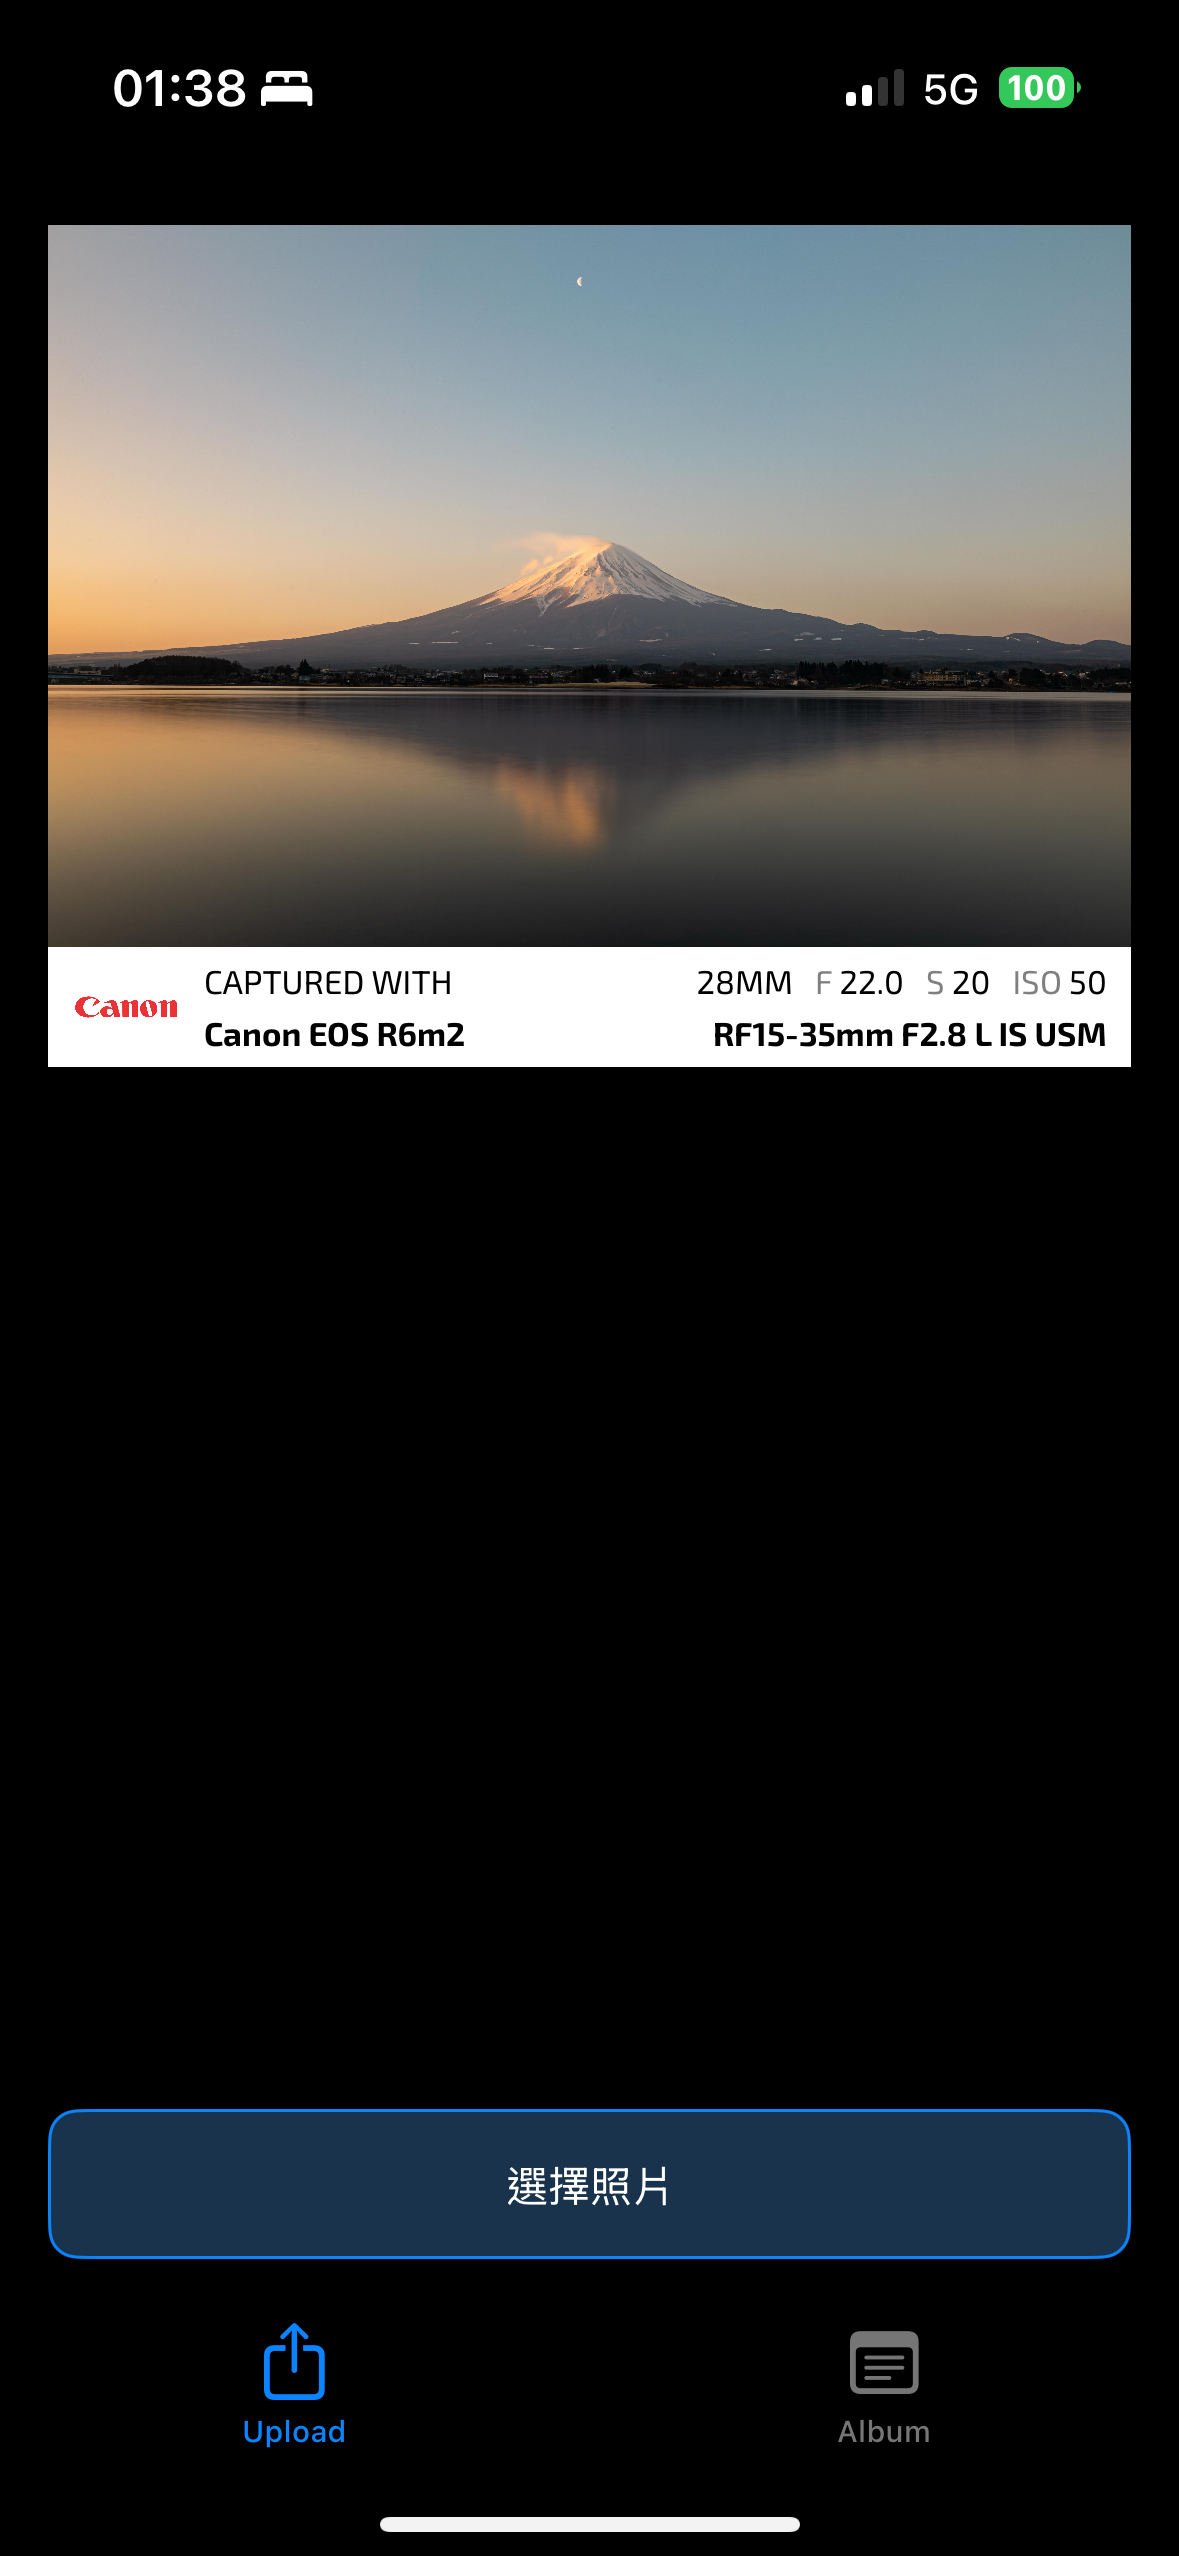 01:38 5G 100
Canon
CAPTURED WITH
Canon EOS R6m2
28MM F 22.0 S 20 ISO 50
RF15-35mm F2.8 L IS USM
選擇照片
Upload Album